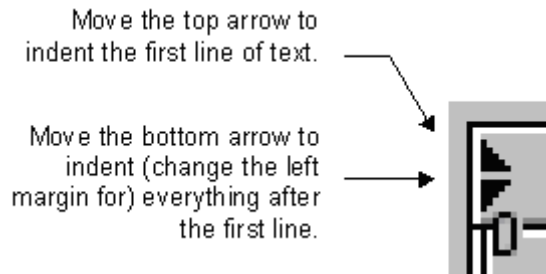 Move the top arrow to
indent the first line of text.
Move the bottom arrow to
indent (change the left
margin for) everything after
the first line.